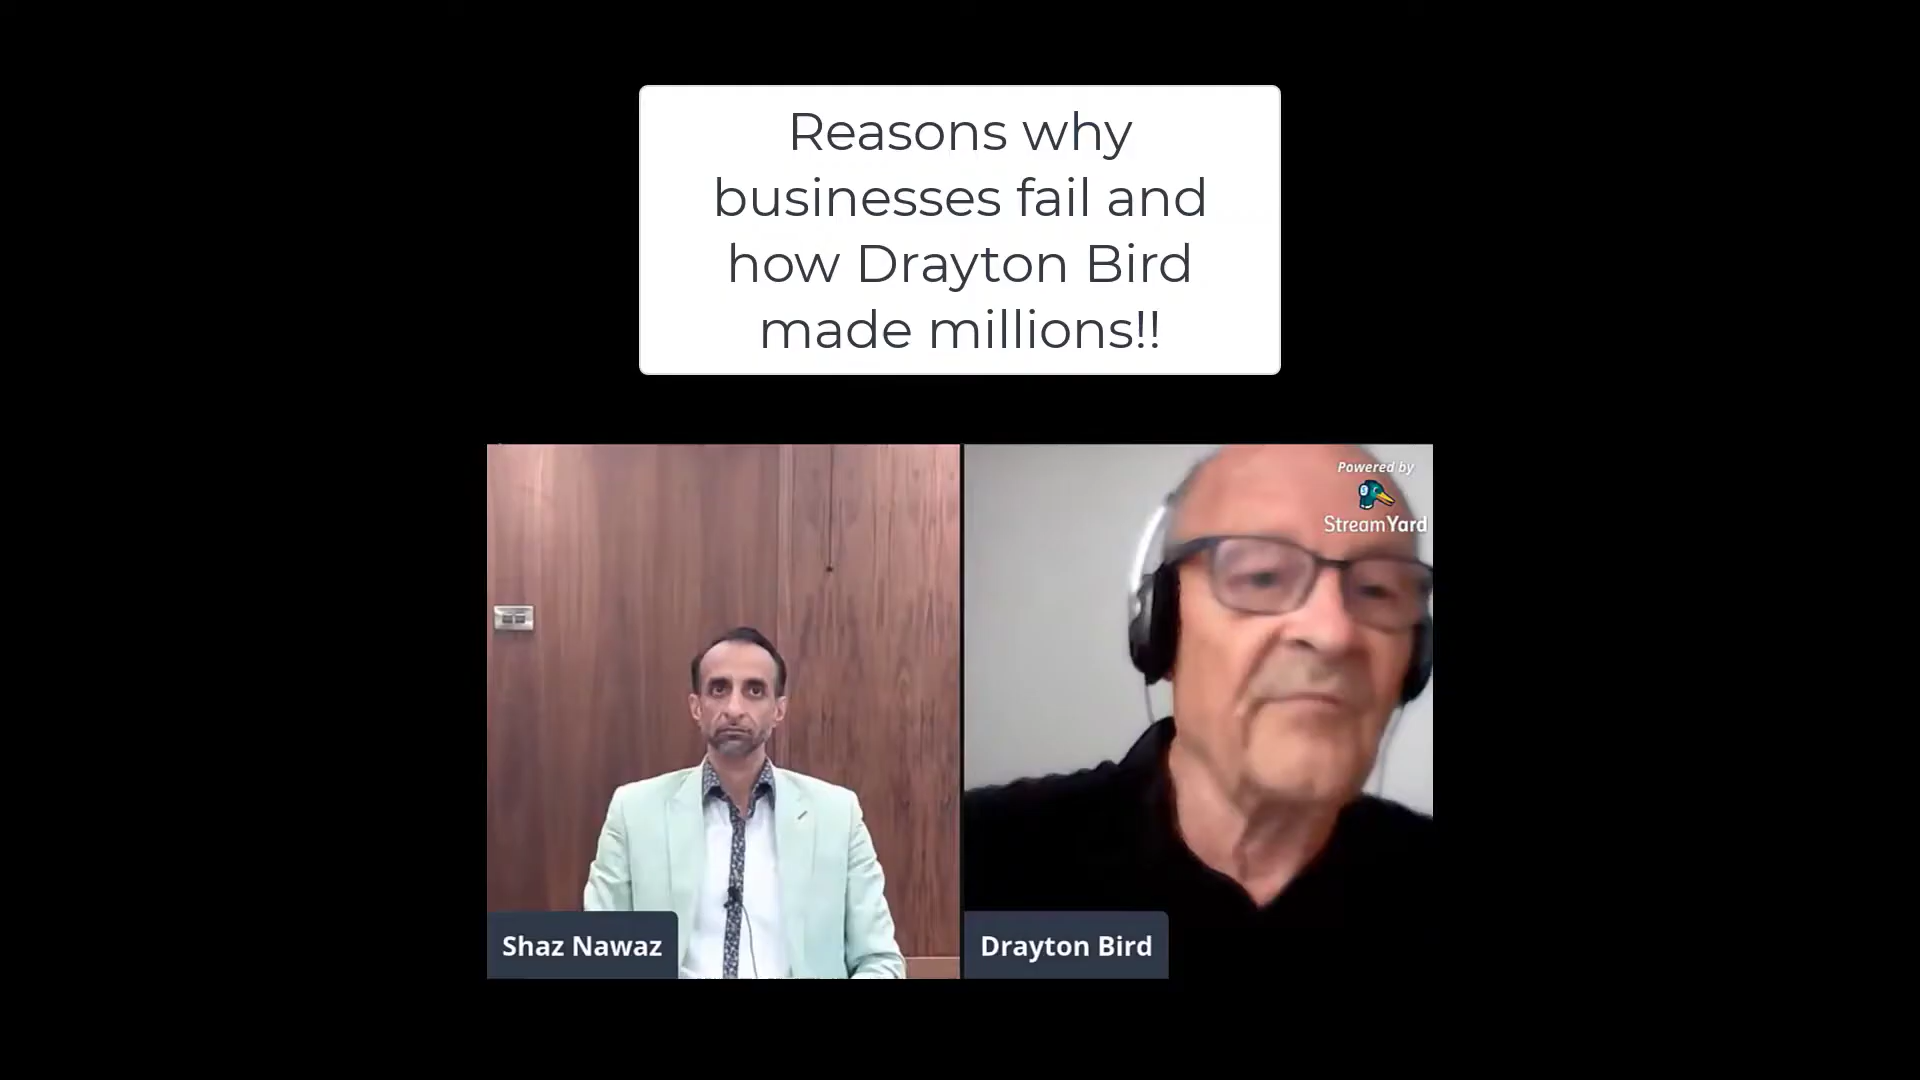 Reasons why
businesses fail and
how Drayton Bird
made millions!!
Powered by
StreamYard
Shaz Nawaz
Drayton Bird